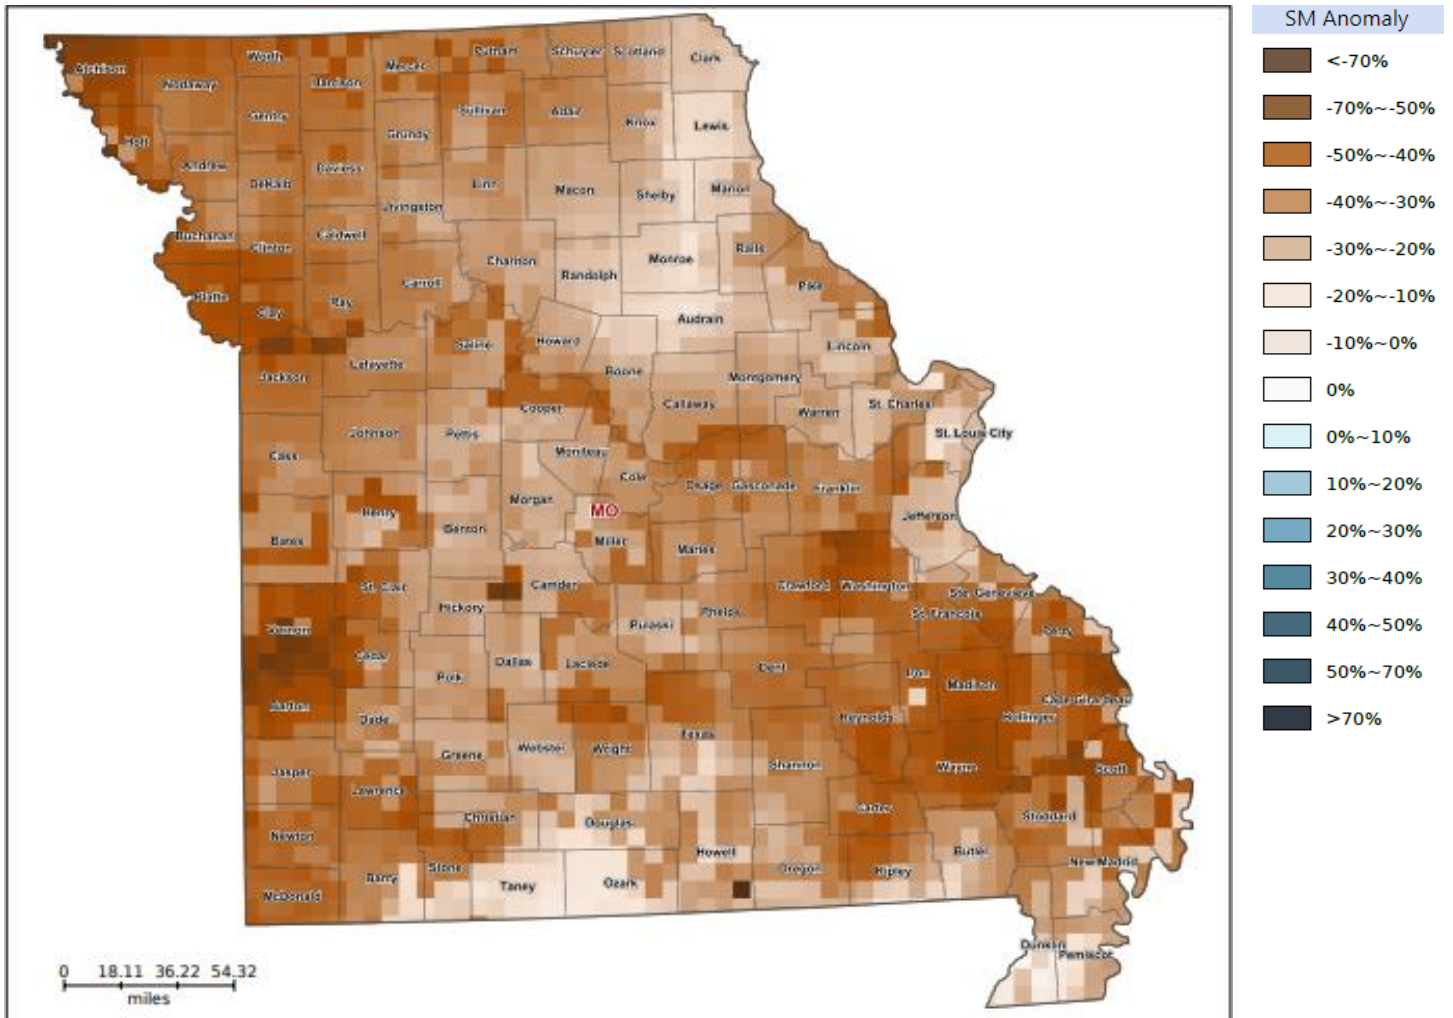 SM Anomaly
<-70%
-70%~-50%
-50%~-40%
-40%~-30%
-30%~-20%
-20%~-10%
-10%~0%
0%
0%~10%
10%~20%
20%~30%
30%~40%
40%~50%
50%~70%
>70%
Atchison
Nodaway
Worth
Harrison
Mercer
Putnam
Schuyler
Scotland
Clark
Holt
Gentry
Grundy
Sullivan
Adair
Knox
Lewis
Andrew
DeKalb
Daviess
Livingston
Linn
Macon
Shelby
Marion
Buchanan
Clinton
Caldwell
Chariton
Randolph
Monroe
Ralls
Platte
Clay
Ray
Carroll
Pike
Audrain
Jackson
Lafayette
Saline
Howard
Boone
Montgomery
Lincoln
Cass
Johnson
Pettis
Cooper
Callaway
Warren
St. Charles
St. Louis City
Moniteau
Cole
Osage
Gasconade
Franklin
Jefferson
Bates
Henry
Benton
Morgan
MO
Miller
Maries
St. Clair
Hickory
Camden
Crawford
Washington
Ste. Genevieve
Vernon
Cedar
Polk
Dallas
Laclede
Pulaski
Phelps
St. Francois
Perry
Dent
Iron
Madison
Cape Girardeau
Barton
Dade
Greene
Webster
Wright
Texas
Reynolds
Bollinger
Jasper
Lawrence
Christian
Douglas
Shannon
Carter
Wayne
Scott
Newton
Stoddard
McDonald
Barry
Stone
Taney
Ozark
Howell
Oregon
Ripley
Butler
New Madrid
Dunklin
Pemiscot
0 18.11 36.22 54.32
miles